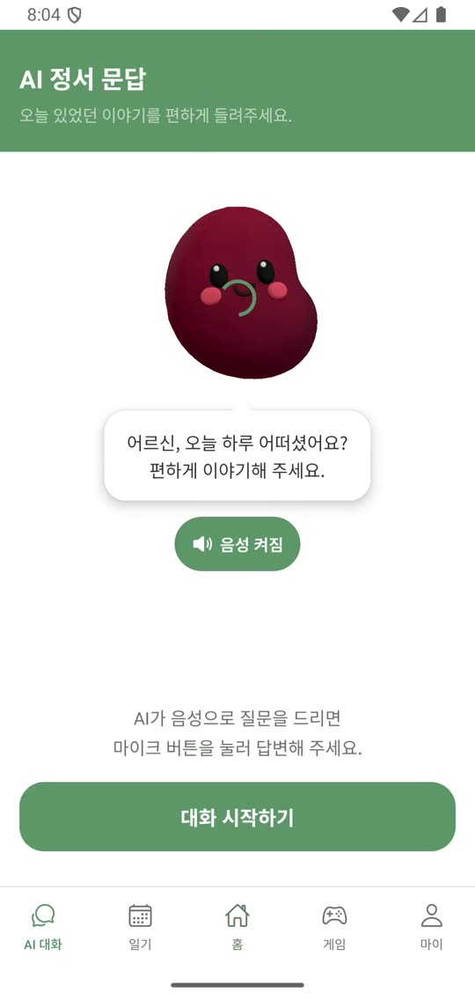 8:04
AI 정서 문답
오늘 있었던 이야기를 편하게 들려주세요.
어르신, 오늘 하루 어떠셨어요?
편하게 이야기해 주세요.
음성 켜짐
AI가 음성으로 질문을 드리면
마이크 버튼을 눌러 답변해 주세요.
대화 시작하기
AI 대화
일기
홈
게임
마이